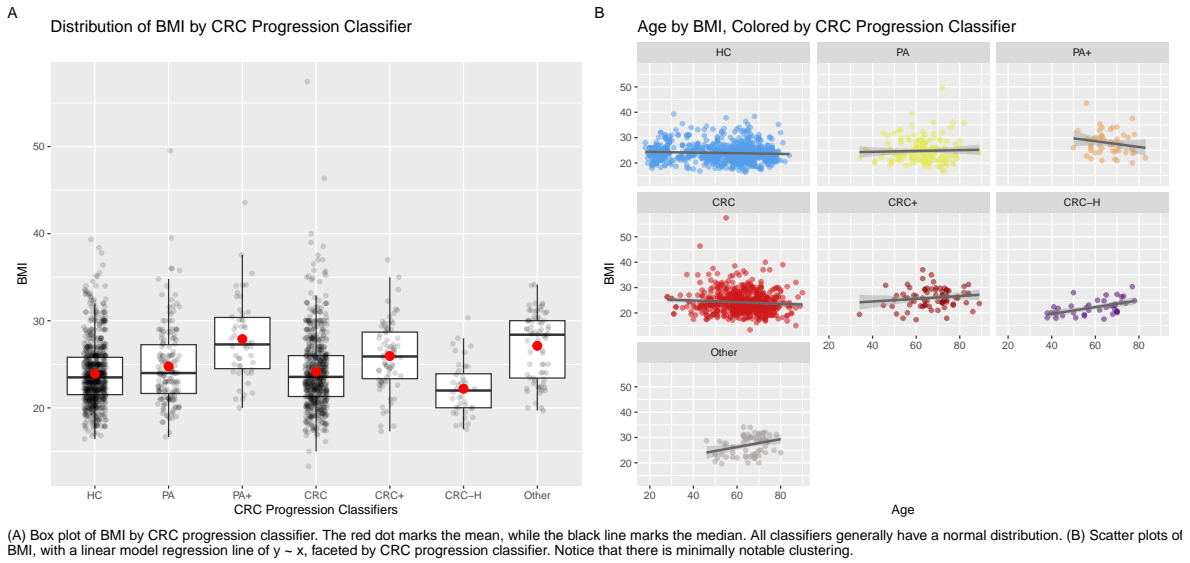 A
Distribution of BMI by CRC Progression Classifier
50
40
30
20
BMI
HC PA PA+ CRC CRC+ CRC−H Other
CRC Progression Classifiers
B
Age by BMI, Colored by CRC Progression Classifier
HC PA PA+
50
40
30
20
CRC CRC+ CRC−H
50
40
30
20
BMI
20 40 60 80 20 40 60 80
Other
50
40
30
20
20 40 60 80
Age
(A) Box plot of BMI by CRC progression classifier. The red dot marks the mean, while the black line marks the median. All classifiers generally have a normal distribution. (B) Scatter plots of
BMI, with a linear model regression line of y ~ x, faceted by CRC progression classifier. Notice that there is minimally notable clustering.